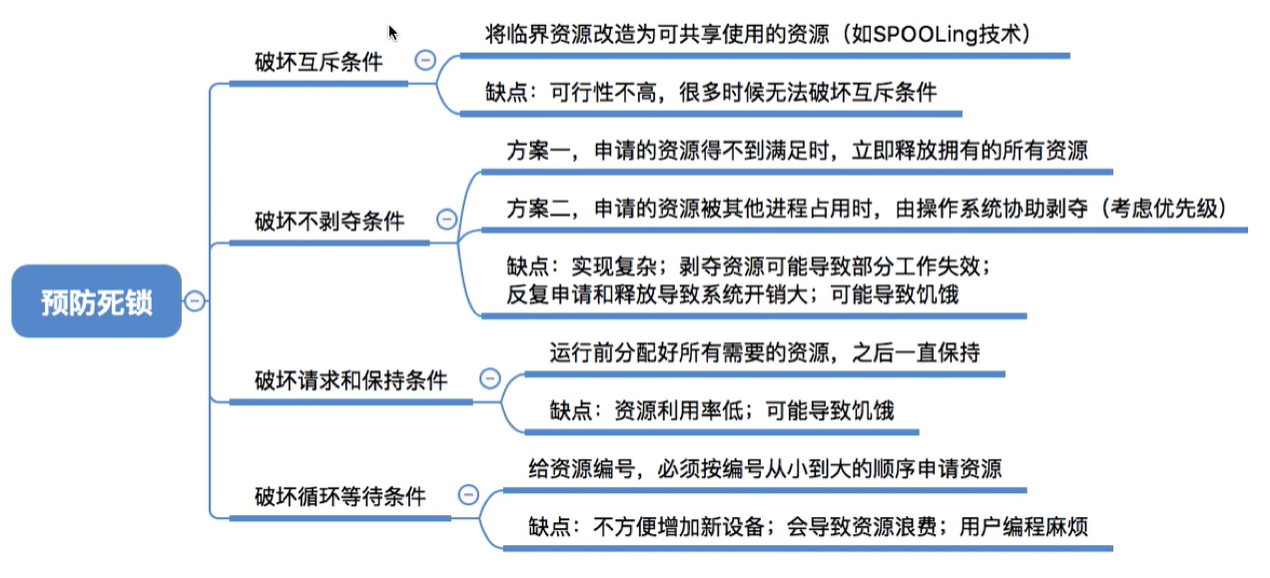 预防死锁
破坏互斥条件
将临界资源改造为可共享使用的资源（如SPOOLing技术）
缺点：可行性不高，很多时候无法破坏互斥条件
破坏不剥夺条件
方案一，申请的资源得不到满足时，立即释放拥有的所有资源
方案二，申请的资源被其他进程占用时，由操作系统协助剥夺（考虑优先级）
缺点：实现复杂；剥夺资源可能导致部分工作失效；
反复申请和释放导致系统开销大；可能导致饥饿
破坏请求和保持条件
运行前分配好所有需要的资源，之后一直保持
缺点：资源利用率低；可能导致饥饿
破坏循环等待条件
给资源编号，必须按编号从小到大的顺序申请资源
缺点：不方便增加新设备；会导致资源浪费；用户编程麻烦